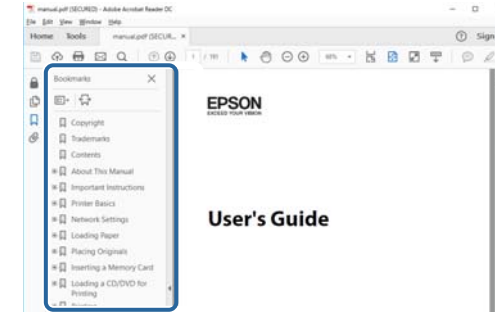 manual.pdf (SECURED) - Adobe Acrobat Reader DC
File Edit View Window Help
Home Tools manual.pdf (SECUR... ×
Sign
Bookmarks
EPSON
EXCEED YOUR VISION
Copyright
Trademarks
Contents
About This Manual
Important Instructions
Printer Basics
Network Settings
User's Guide
Loading Paper
Placing Originals
Inserting a Memory Card
Loading a CD/DVD for
Printing